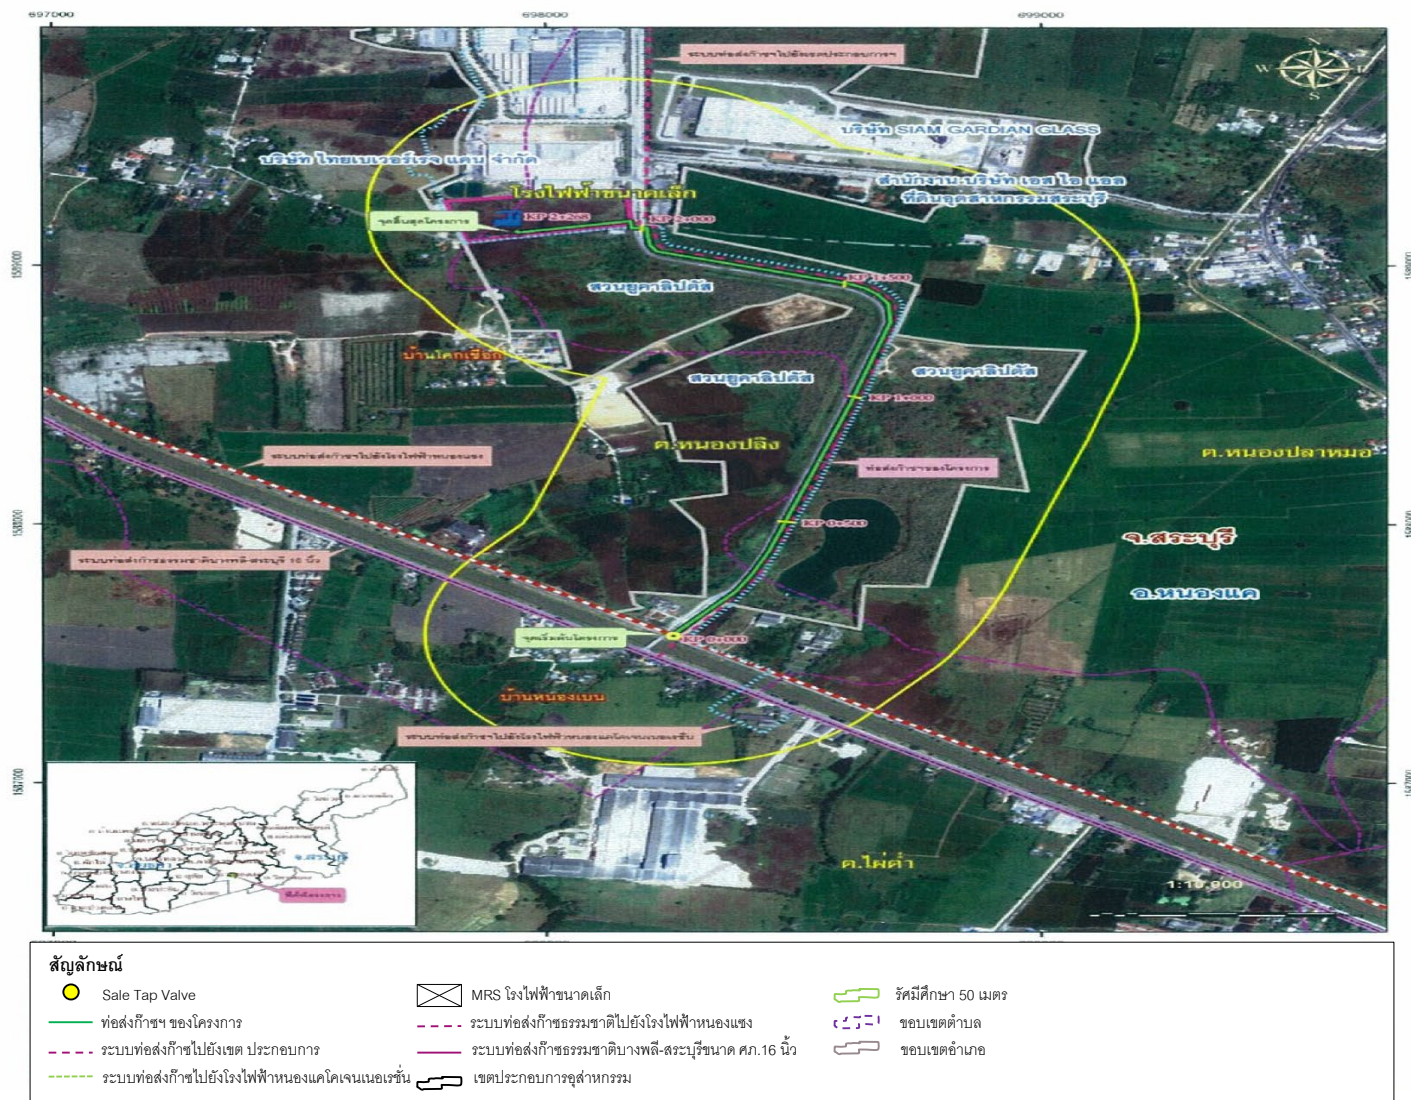 697000 698000 699000
ระบบท่อส่งก๊าซฯไปยังเขตประกอบการฯ
W
S
บริษัท SIAM GARDIAN GLASS
บริษัท ไทยเบเวอร์เรจ แคน จำกัด
สำนักงาน บริษัท เอส ไอ แอล
ที่ดินอุตสาหกรรมสระบุรี
โรงไฟฟ้าขนาดเล็ก
จุดสิ้นสุดโครงการ
KP 2+268
KP 2+000
1589000
KP 1+500
สวนยูคาลิปตัส
บ้านโคกเชือก
สวนยูคาลิปตัส
สวนยูคาลิปตัส
KP 1+000
ต.หนองปลิง
ต.หนองปลาหมอ
ระบบท่อส่งก๊าซฯไปยังโรงไฟฟ้าหนองแซง
ท่อส่งก๊าซฯของโครงการ
1588000
KP 0+500
จ.สระบุรี
ระบบท่อส่งก๊าซธรรมชาติบางพลี-สระบุรี 16 นิ้ว
อ.หนองแค
จุดเริ่มต้นโครงการ
KP 0+000
บ้านหนองเบน
ระบบท่อส่งก๊าซฯไปยังโรงไฟฟ้าหนองแคโคเจนเนอเรชั่น
1587000
จ.สระบุรี
ที่ตั้งโครงการ
ต.ไผ่ดำ
1:10,000
สัญลักษณ์
Sale Tap Valve
ท่อส่งก๊าซฯ ของโครงการ
ระบบท่อส่งก๊าซไปยังเขต ประกอบการ
ระบบท่อส่งก๊าซไปยังโรงไฟฟ้าหนองแคโคเจนเนอเรชั่น
MRS โรงไฟฟ้าขนาดเล็ก
ระบบท่อส่งก๊าซธรรมชาติไปยังโรงไฟฟ้าหนองแซง
ระบบท่อส่งก๊าซธรรมชาติบางพลี-สระบุรีขนาด ศภ.16 นิ้ว
เขตประกอบการอุส่าหกรรม
รัศมีศึกษา 50 เมตร
ขอบเขตตำบล
ขอบเขตอำเภอ